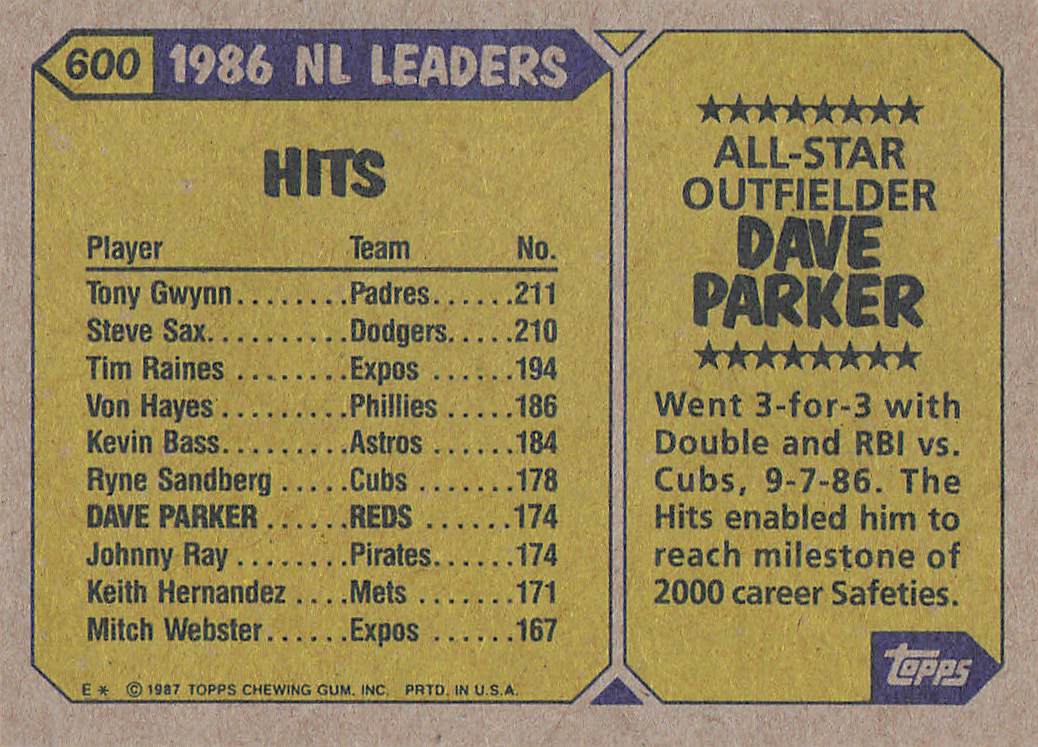 600 1986 NL LEADERS
HITS
Player Team No.
Tony Gwynn........Padres......211
Steve Sax..........Dodgers.....210
Tim Raines ........Expos ......194
Von Hayes .........Phillies .....186
Kevin Bass.........Astros ......184
Ryne Sandberg .....Cubs .......178
DAVE PARKER ......REDS ......174
Johnny Ray ........Pirates......174
Keith Hernandez ....Mets .......171
Mitch Webster......Expos ......167
E * © 1987 TOPPS CHEWING GUM, INC. PRTD. IN U.S.A.
★★★★★★★★
ALL-STAR
OUTFIELDER
DAVE
PARKER
★★★★★★★★
Went 3-for-3 with
Double and RBI vs.
Cubs, 9-7-86. The
Hits enabled him to
reach milestone of
2000 career Safeties.
topps